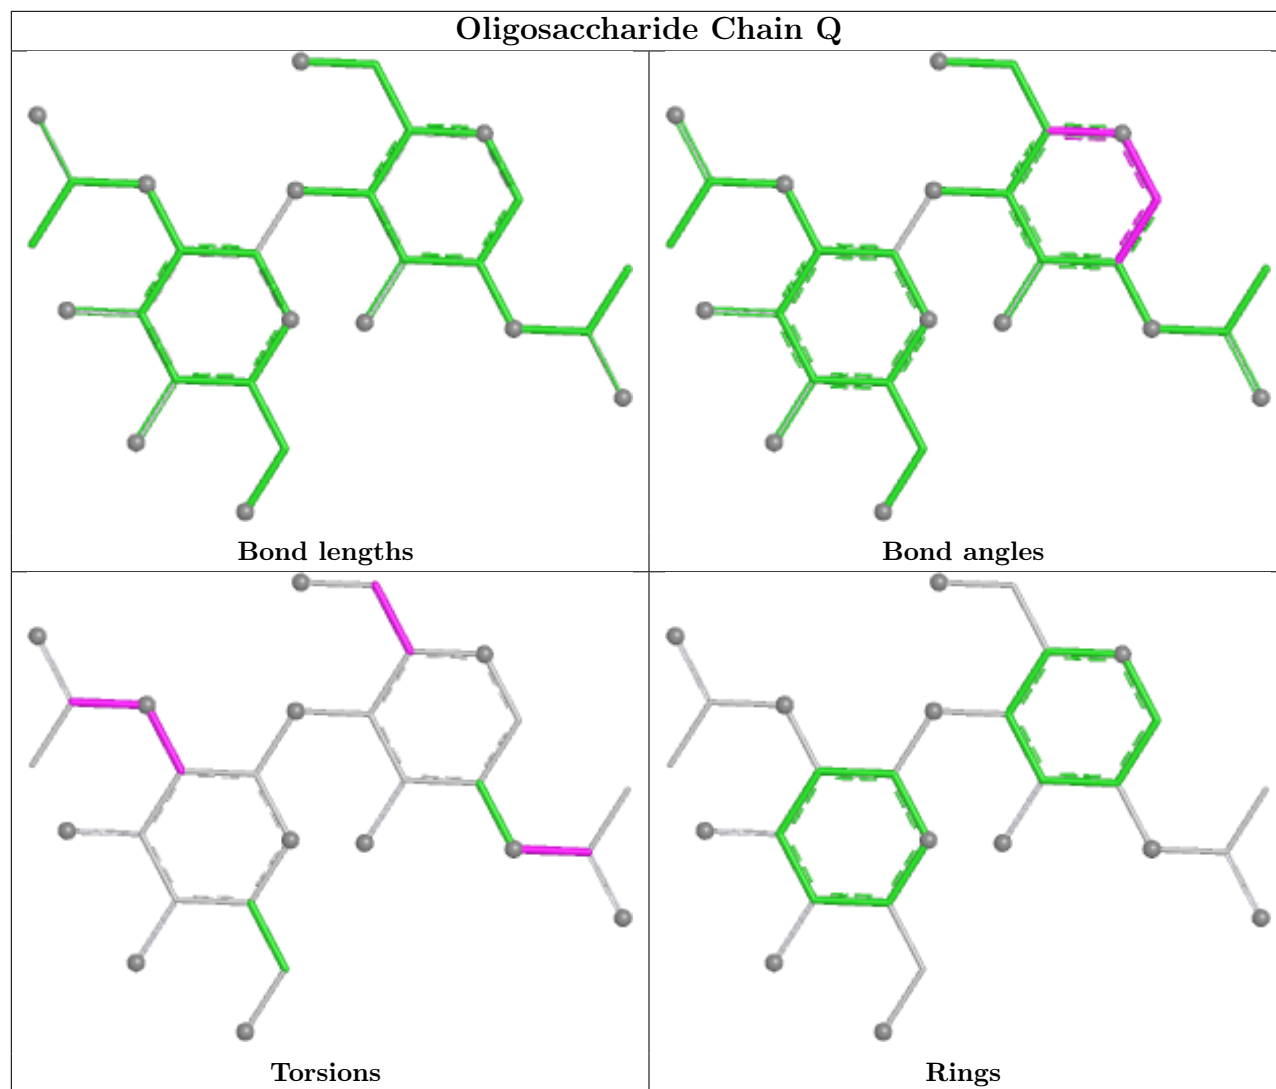 Oligosaccharide Chain Q
Bond lengths
Bond angles
Torsions
Rings